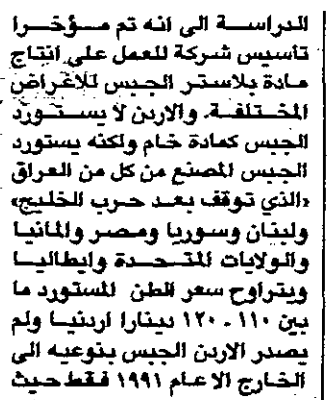 الدراسة الى انه تم مؤخرا
تاسيس شركة للعمل على انتاج
مادة بلاستر الجبس للاغراض
المختلفة. والاردن لا يستورد
الجبس كمادة خام ولكنه يستورد
الجبس المصنع من كل من العراق
«الذي توقف بعد حرب الخليج»
ولبنان وسوريا ومصر والمانيا
والولايات المتحدة وايطاليا
ويتراوح سعر الطن المستورد ما
بين ١١٠ - ١٢٠ دينارا اردنيا ولم
يصدر الاردن الجبس بنوعيه الى
الخارج الا عام ١٩٩١ فقط حيث